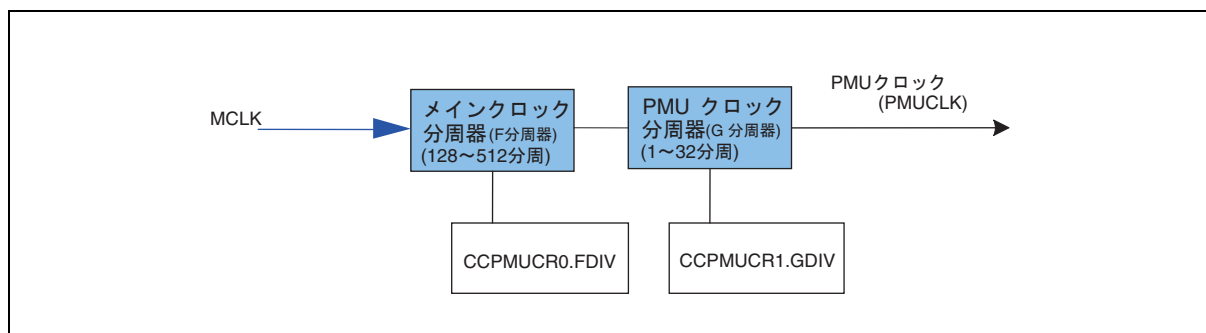 MCLK
メインクロック
分周器(F分周器)
(128～512分周)
PMU クロック
分周器(G 分周器)
(1～32分周)
PMUクロック
(PMUCLK)
CCPMUCR0.FDIV
CCPMUCR1.GDIV